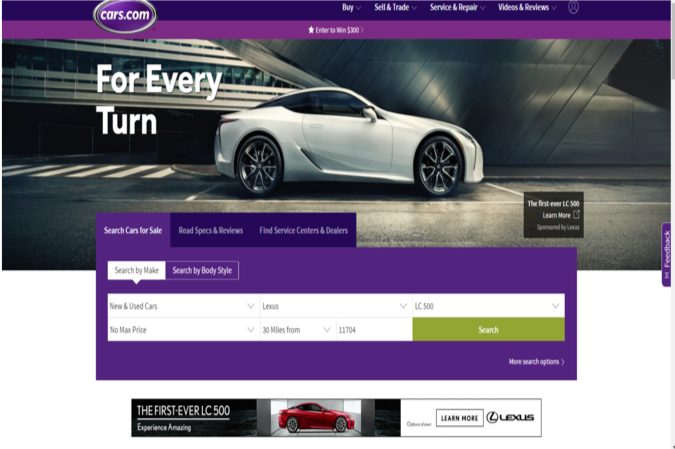 cars.com
Buy Sell & Trade Service & Repair Videos & Reviews
Enter to Win $300
For Every
Turn
The first-ever LC 500
Learn More
Sponsored by Lexus
Feedback
Search Cars for Sale Read Specs & Reviews Find Service Centers & Dealers
Search by Make Search by Body Style
New & Used Cars Lexus LC 500
No Max Price 30 Miles from 11704 Search
More search options
THE FIRST-EVER LC 500
Experience Amazing
Options shown
LEARN MORE
LEXUS